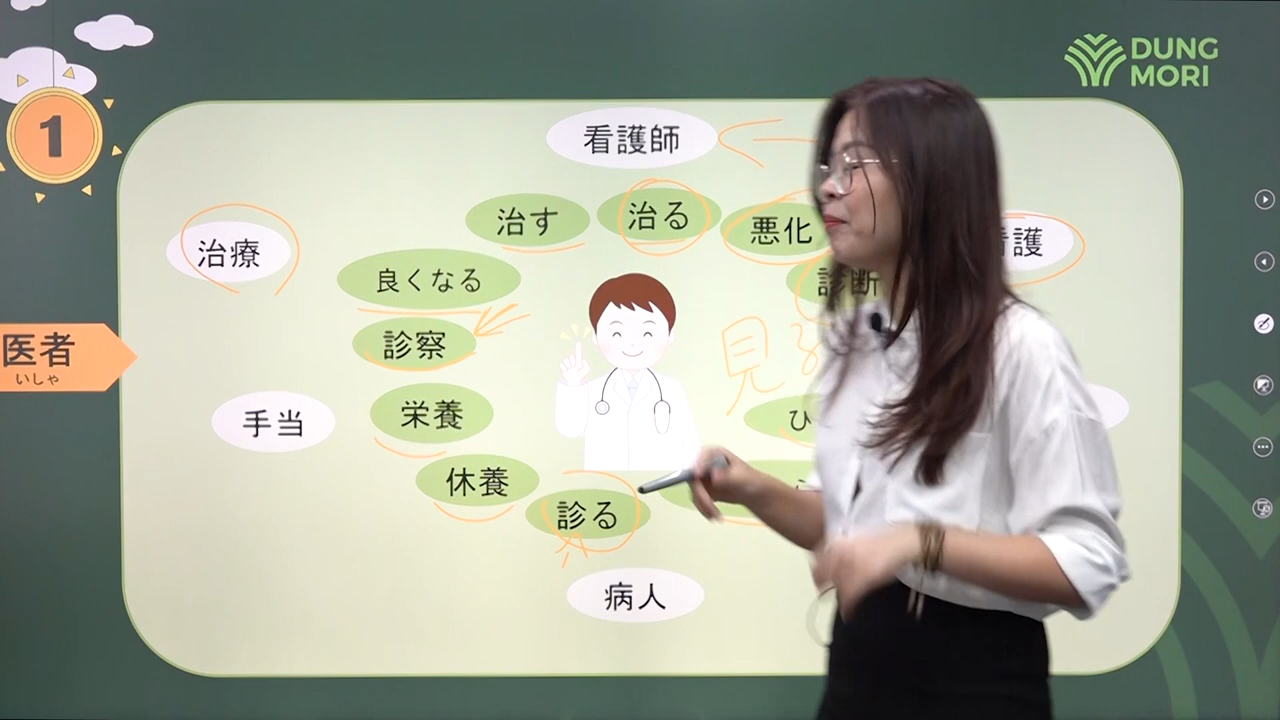 DUNG
MORI
1
看護師
治す
治る
悪化
治療
護
良くなる
診断
医者
いしゃ
診察
見る
手当
栄養
ひ
休養
診る
病人